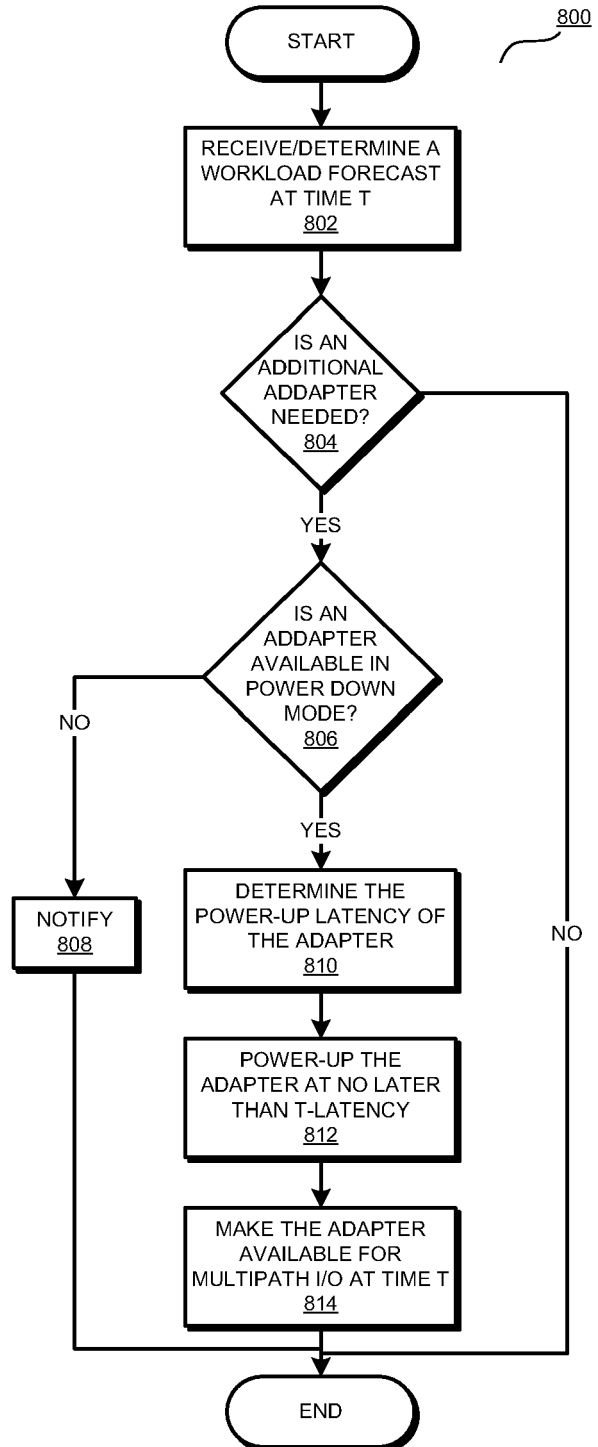 800
START
RECEIVE/DETERMINE A
WORKLOAD FORECAST
AT TIME T
802
IS AN
ADDITIONAL
ADDAPTER
NEEDED?
804
YES
IS AN
ADDAPTER
AVAILABLE IN
POWER DOWN
MODE?
806
NO
YES
NOTIFY
808
DETERMINE THE
POWER-UP LATENCY OF
THE ADAPTER
810
NO
POWER-UP THE
ADAPTER AT NO LATER
THAN T-LATENCY
812
MAKE THE ADAPTER
AVAILABLE FOR
MULTIPATH I/O AT TIME T
814
END